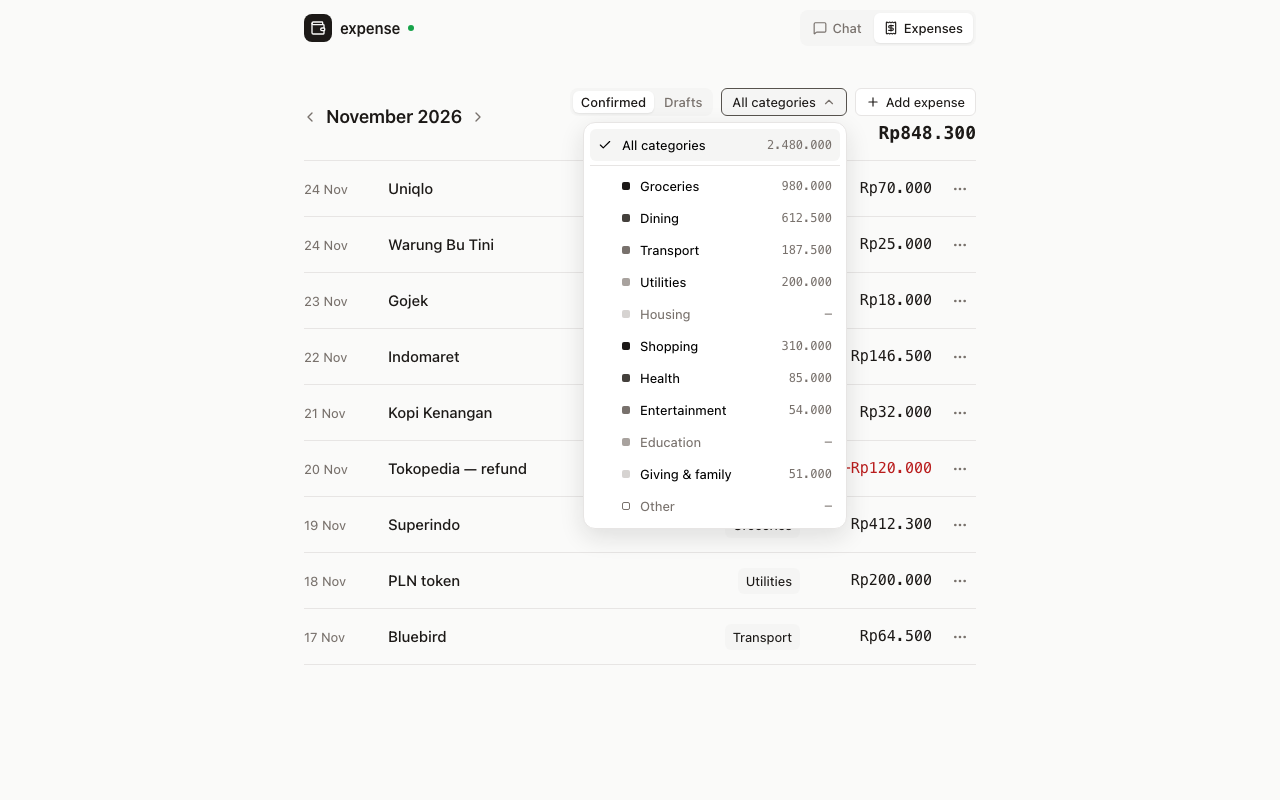 expense
Chat
Expenses
November 2026
Confirmed
Drafts
All categories
Add expense
Rp848.300
All categories 2.480.000
Groceries 980.000
Dining 612.500
Transport 187.500
Utilities 200.000
Housing –
Shopping 310.000
Health 85.000
Entertainment 54.000
Education –
Giving & family 51.000
Other –
24 Nov Uniqlo Rp70.000
24 Nov Warung Bu Tini Rp25.000
23 Nov Gojek Rp18.000
22 Nov Indomaret Rp146.500
21 Nov Kopi Kenangan Rp32.000
20 Nov Tokopedia — refund -Rp120.000
19 Nov Superindo Rp412.300
18 Nov PLN token Utilities Rp200.000
17 Nov Bluebird Transport Rp64.500